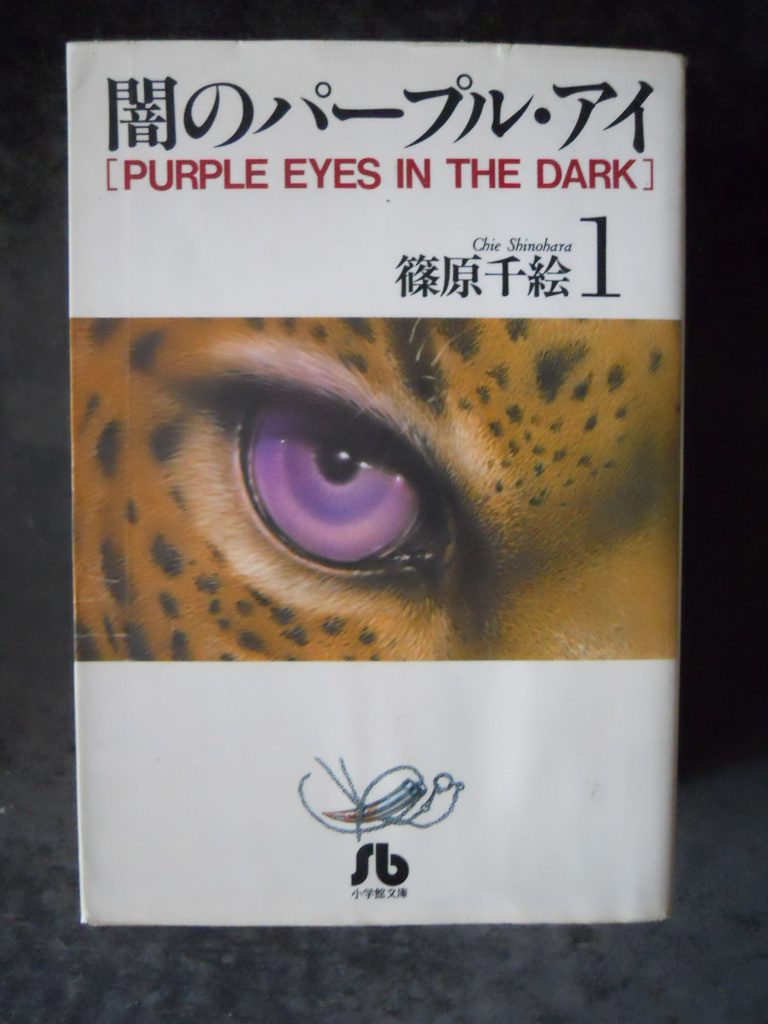 闇のパープル・アイ
[PURPLE EYES IN THE DARK]
Chie Shinohara
篠原千絵 1
sb
小学館文庫